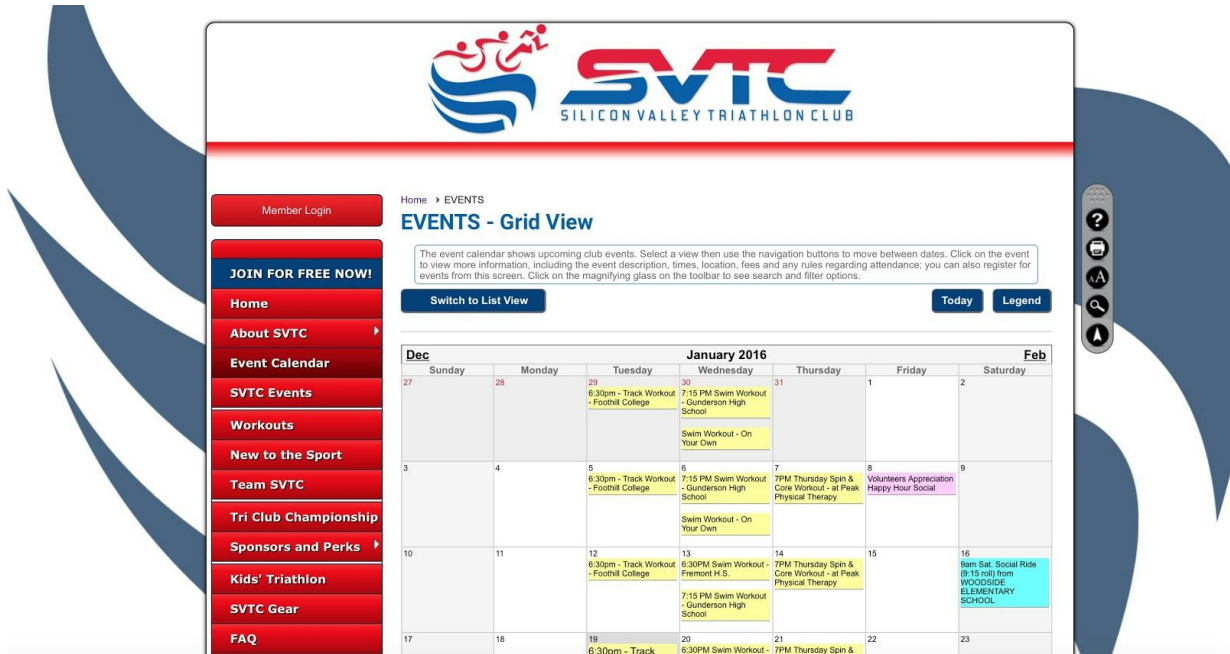 SVTC
SILICON VALLEY TRIATHLON CLUB
Member Login
JOIN FOR FREE NOW!
Home
About SVTC
Event Calendar
SVTC Events
Workouts
New to the Sport
Team SVTC
Tri Club Championship
Sponsors and Perks
Kids' Triathlon
SVTC Gear
FAQ
Home > EVENTS
EVENTS - Grid View
The event calendar shows upcoming club events. Select a view then use the navigation buttons to move between dates. Click on the event
to view more information, including the event description, times, location, fees and any rules regarding attendance; you can also register for
events from this screen. Click on the magnifying glass on the toolbar to see search and filter options.
Switch to List View
Today
Legend
?
AA
Dec
January 2016
Feb
Sunday
Monday
Tuesday
Wednesday
Thursday
Friday
Saturday
27
28
29
6:30pm - Track Workout
- Foothill College
30
7:15 PM Swim Workout
- Gunderson High
School
Swim Workout - On
Your Own
31
1
2
3
4
5
6:30pm - Track Workout
- Foothill College
6
7:15 PM Swim Workout
- Gunderson High
School
Swim Workout - On
Your Own
7
7PM Thursday Spin &
Core Workout - at Peak
Physical Therapy
8
Volunteers Appreciation
Happy Hour Social
9
10
11
12
6:30pm - Track Workout
- Foothill College
13
6:30PM Swim Workout -
Fremont H.S.
7:15 PM Swim Workout
- Gunderson High
School
14
7PM Thursday Spin &
Core Workout - at Peak
Physical Therapy
15
16
9am Sat. Social Ride
(9:15 roll) from
WOODSIDE
ELEMENTARY
SCHOOL
17
18
19
6:30pm - Track
20
6:30PM Swim Workout -
21
7PM Thursday Spin &
22
23